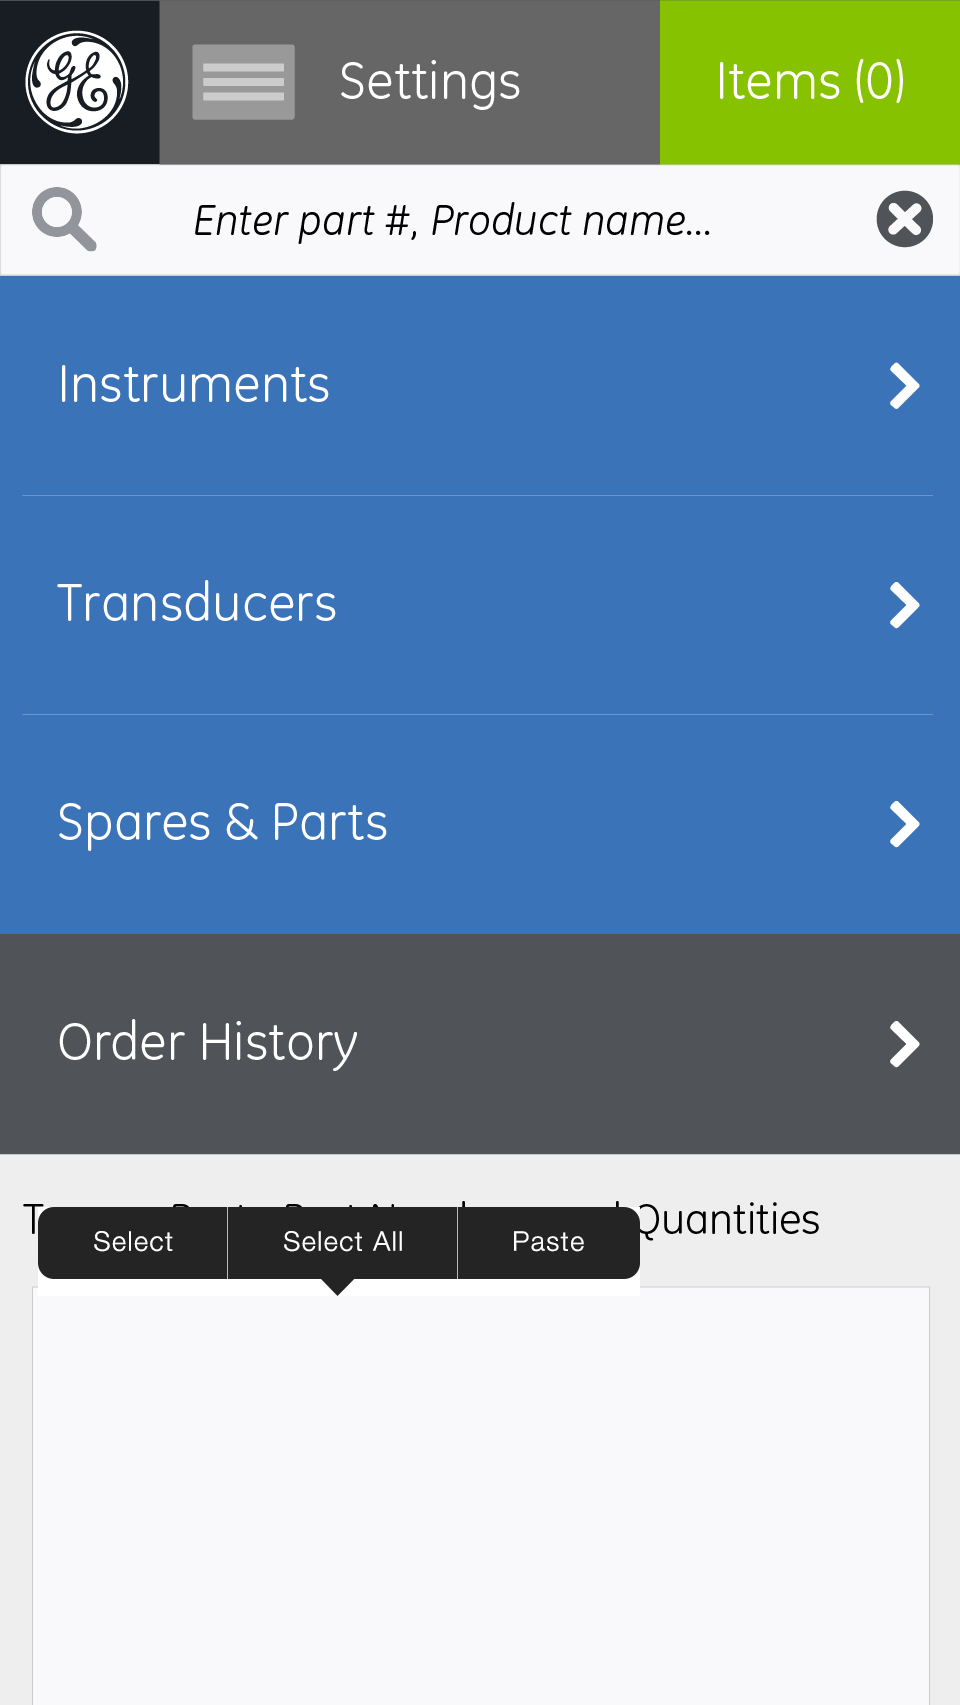 GE
Settings
Items (0)
Enter part #, Product name...
Instruments
Transducers
Spares & Parts
Order History
Quantities
Select
Select All
Paste